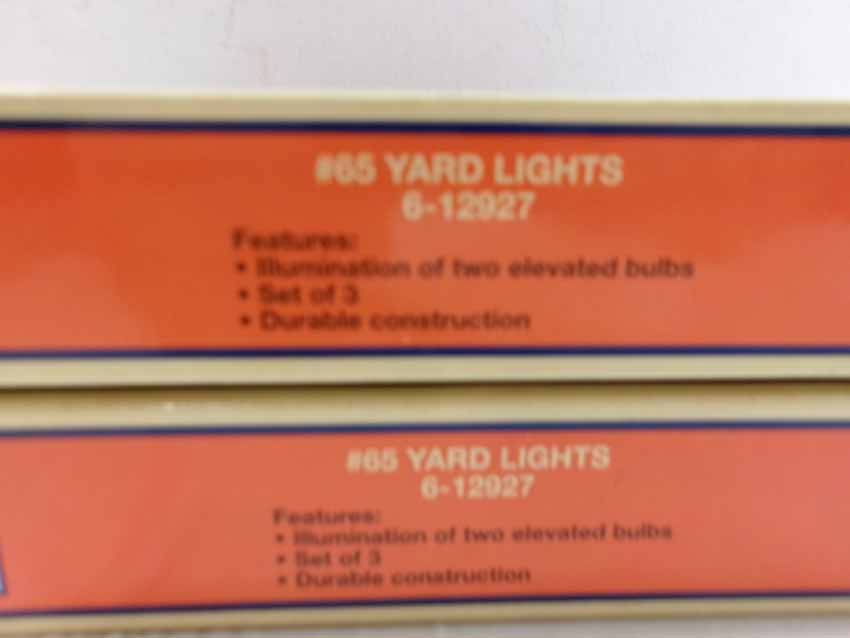 #65 YARD LIGHTS
6-12927
Features:
• Illumination of two elevated bulbs
• Set of 3
• Durable construction
#65 YARD LIGHTS
6-12927
Features:
• Illumination of two elevated bulbs
• Set of 3
• Durable construction